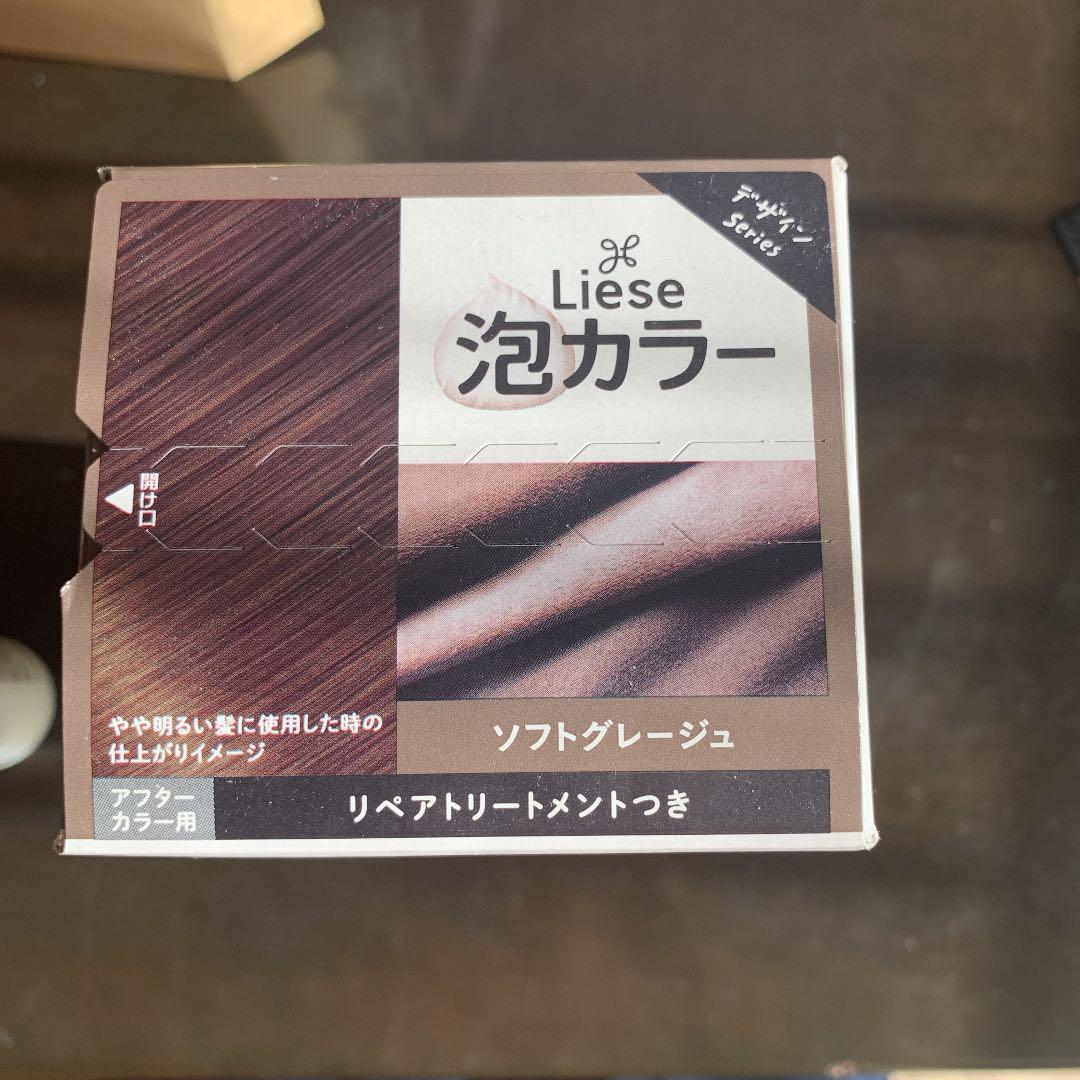 デザイン
Series
Liese
泡カラー
開け口
やや明るい髪に使用した時の
仕上がりイメージ
ソフトグレージュ
アフター
カラー用
リペアトリートメントつき